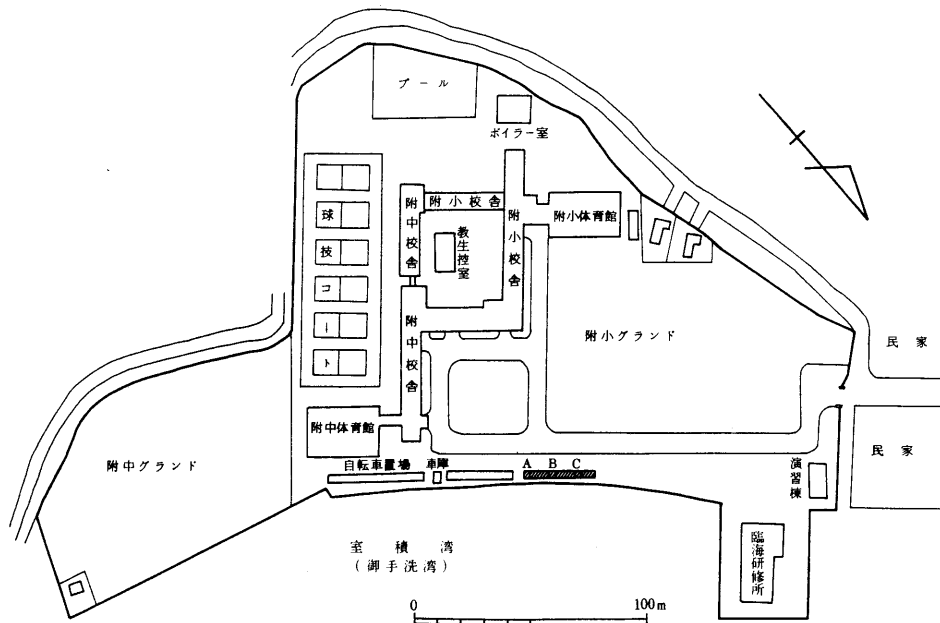 プール
ボイラー室
附小校舎
附中校舎
教生控室
附小校舎
附小体育館
球技コート
附中校舎
附小グランド
民家
附中体育館
附中グランド
自転車置場
車庫
A B C
演習棟
民家
臨海研修所
室積湾
(御手洗湾)
0 100m